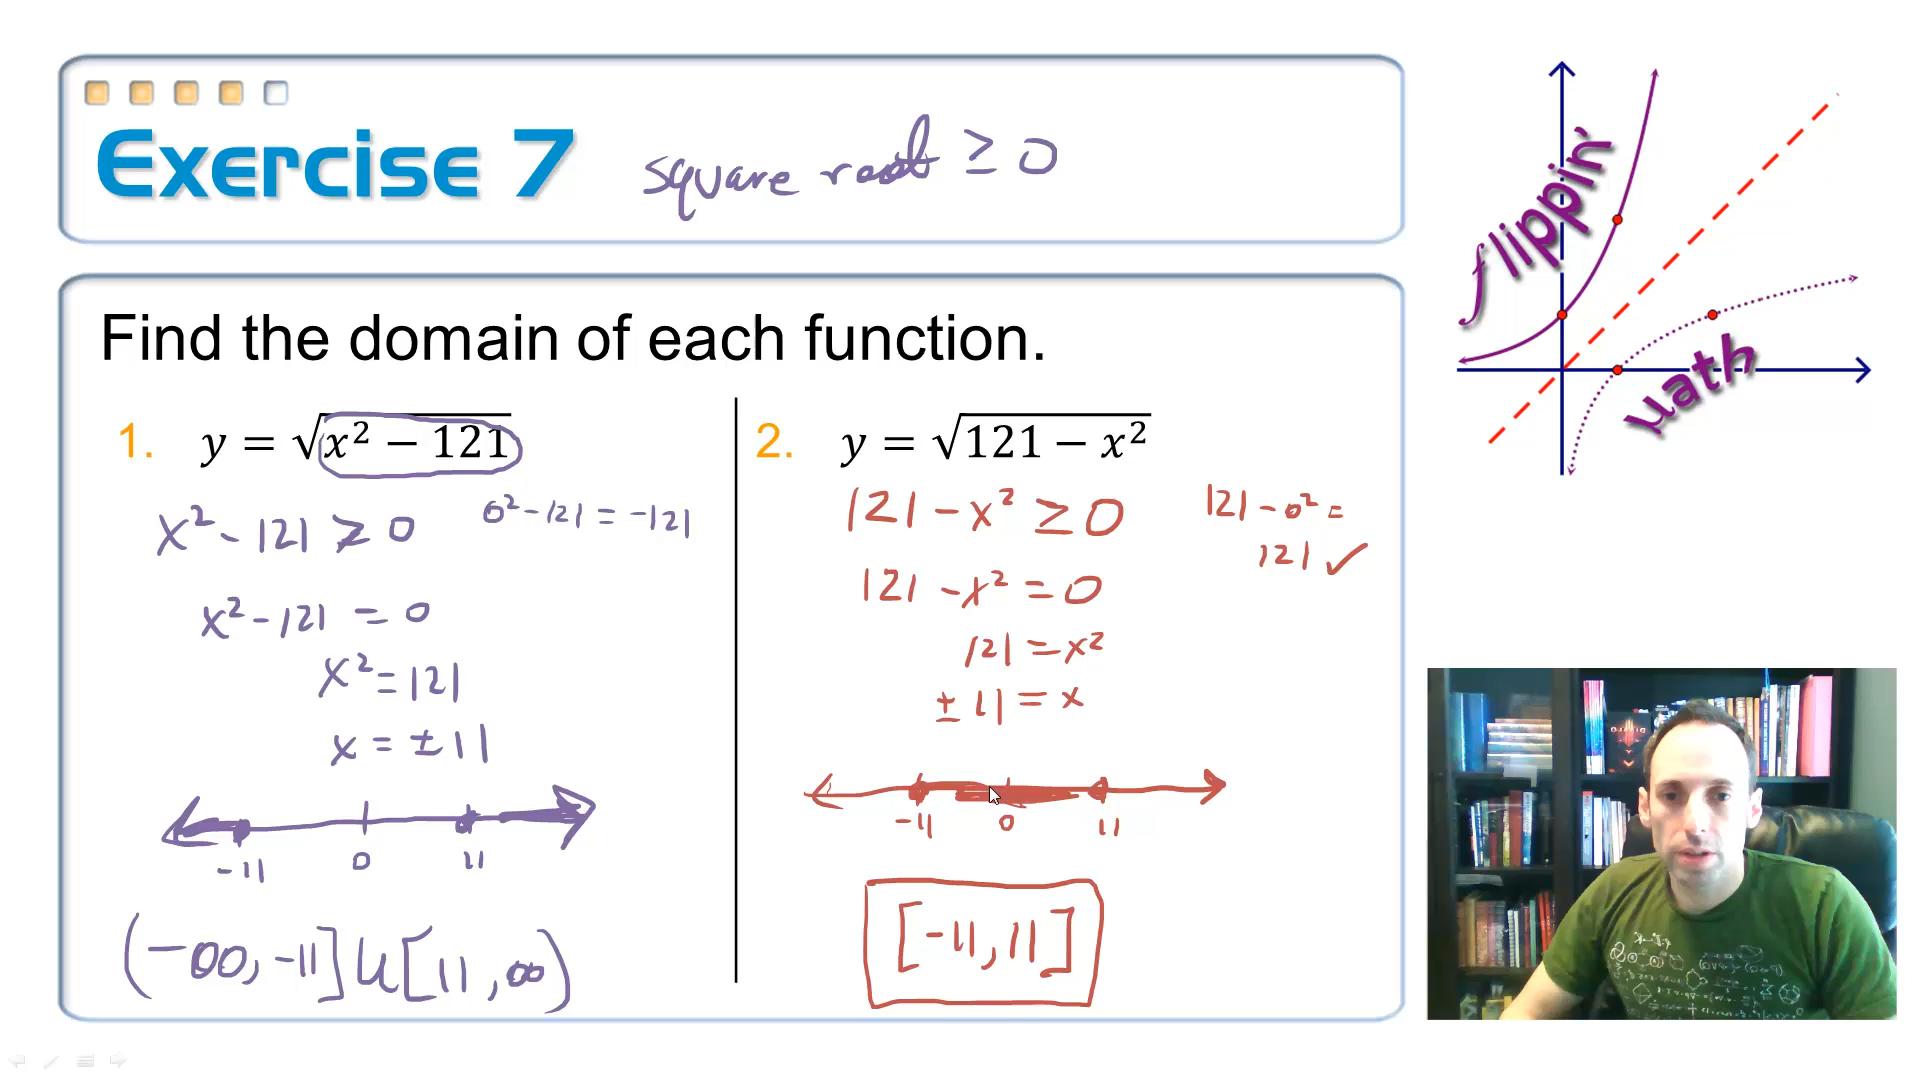 Exercise 7 square root ≥ 0
Find the domain of each function.
1. y = √x² − 121
x² - 121 ≥ 0
0² - 121 = -121
x² - 121 = 0
x² = 121
x = ± 11
-11 0 11
(-∞, -11] U [11, ∞)
2. y = √121 − x²
121 - x² ≥ 0
121 - 0² =
121 ✓
121 - x² = 0
121 = x²
± 11 = x
-11 0 11
[-11, 11]
flippin'
math
DIABLO